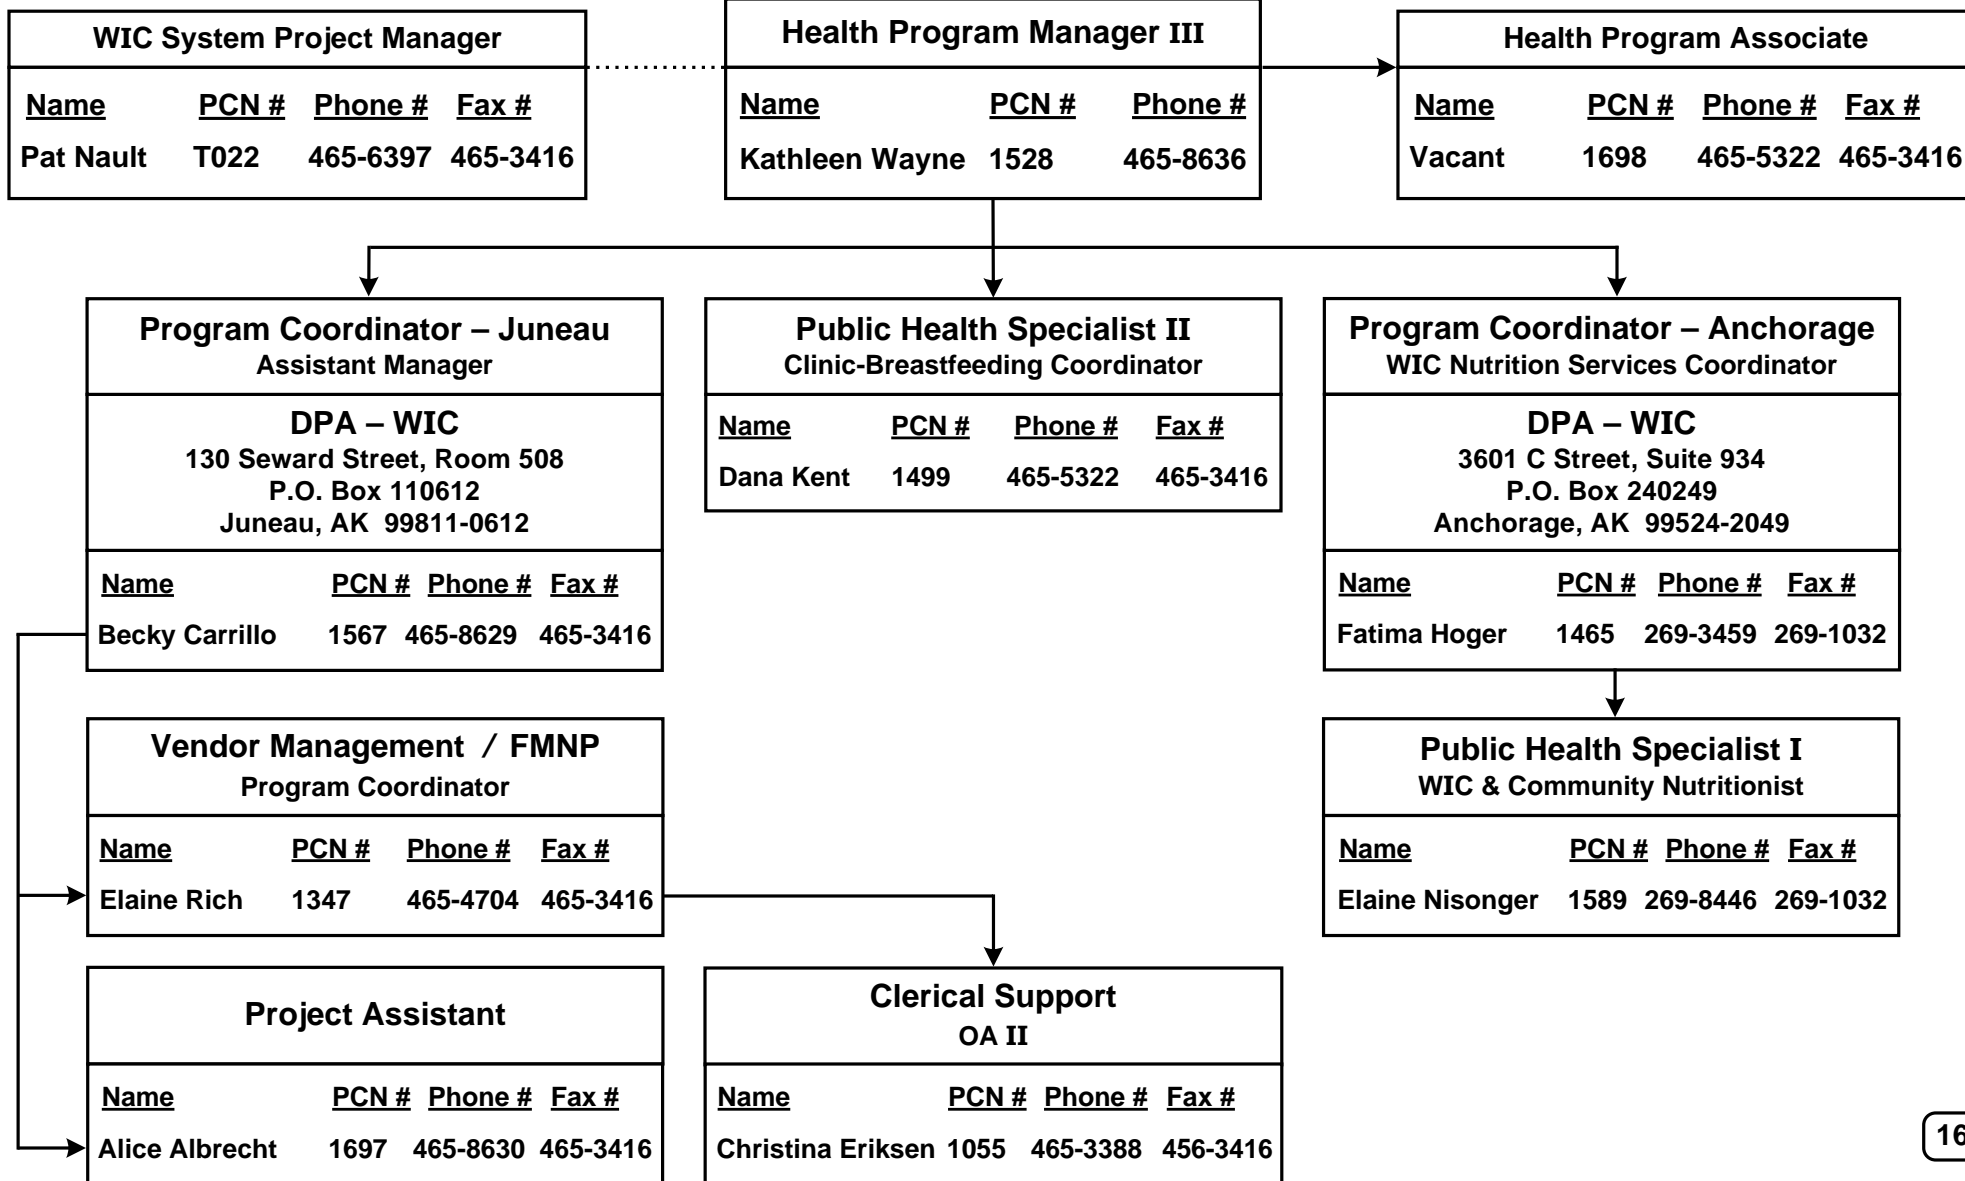 WIC System Project Manager
Name PCN # Phone # Fax #
Pat Nault T022 465-6397 465-3416
Health Program Manager III
Name PCN # Phone #
Kathleen Wayne 1528 465-8636
Health Program Associate
Name PCN # Phone # Fax #
Vacant 1698 465-5322 465-3416
Program Coordinator – Juneau
Assistant Manager
DPA – WIC
130 Seward Street, Room 508
P.O. Box 110612
Juneau, AK 99811-0612
Name PCN # Phone # Fax #
Becky Carrillo 1567 465-8629 465-3416
Public Health Specialist II
Clinic-Breastfeeding Coordinator
Name PCN # Phone # Fax #
Dana Kent 1499 465-5322 465-3416
Program Coordinator – Anchorage
WIC Nutrition Services Coordinator
DPA – WIC
3601 C Street, Suite 934
P.O. Box 240249
Anchorage, AK 99524-2049
Name PCN # Phone # Fax #
Fatima Hoger 1465 269-3459 269-1032
Vendor Management / FMNP
Program Coordinator
Name PCN # Phone # Fax #
Elaine Rich 1347 465-4704 465-3416
Public Health Specialist I
WIC & Community Nutritionist
Name PCN # Phone # Fax #
Elaine Nisonger 1589 269-8446 269-1032
Project Assistant
Name PCN # Phone # Fax #
Alice Albrecht 1697 465-8630 465-3416
Clerical Support
OA II
Name PCN # Phone # Fax #
Christina Eriksen 1055 465-3388 456-3416
16